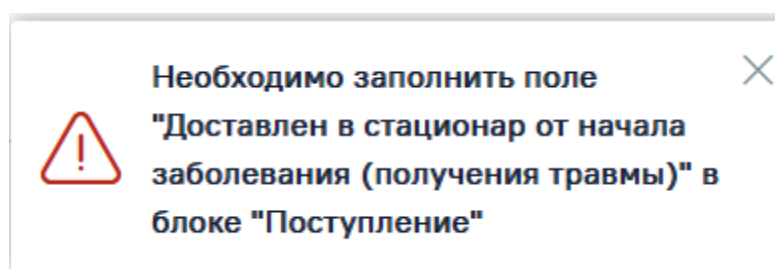 Необходимо заполнить поле
"Доставлен в стационар от начала
заболевания (получения травмы)" в
блоке "Поступление"